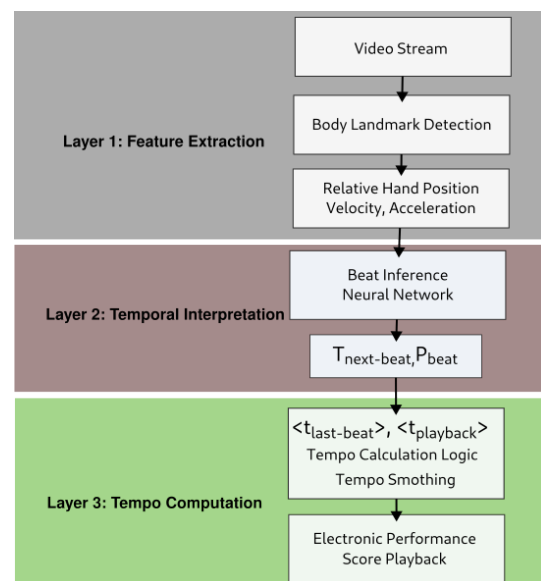 Video Stream
Body Landmark Detection
Layer 1: Feature Extraction
Relative Hand Position
Velocity, Acceleration
Beat Inference
Neural Network
Layer 2: Temporal Interpretation
Tnext-beat,Pbeat
<tlast-beat>, <tplayback>
Tempo Calculation Logic
Tempo Smothing
Layer 3: Tempo Computation
Electronic Performance
Score Playback